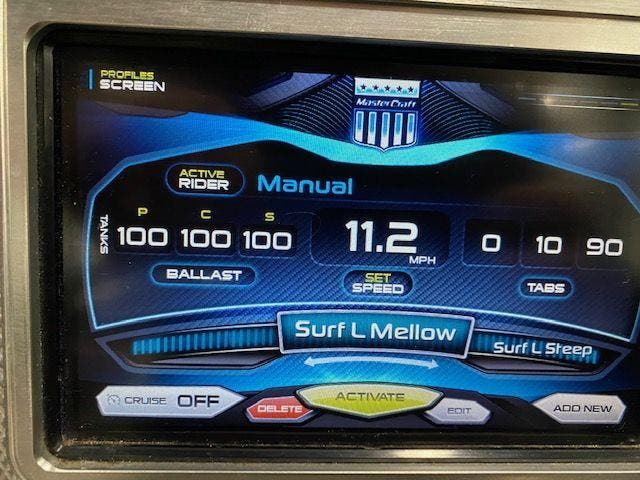 PROFILES
SCREEN
MasterCraft
ACTIVE
RIDER
Manual
TANKS
P C S
100 100 100
BALLAST
11.2
MPH
SET
SPEED
0 10 90
TABS
Surf L Mellow
Surf L Steep
CRUISE OFF
DELETE
ACTIVATE
EDIT
ADD NEW